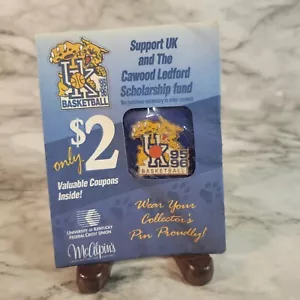 Support UK
and The
Cawood Ledford
Scholarship fund
UK
BASKETBALL
only $2
Valuable Coupons
Inside!
UK
95
96
BASKETBALL
Wear Your
Collector's
Pin Proudly!
UNIVERSITY OF KENTUCKY
FEDERAL CREDIT UNION
McAlpin's